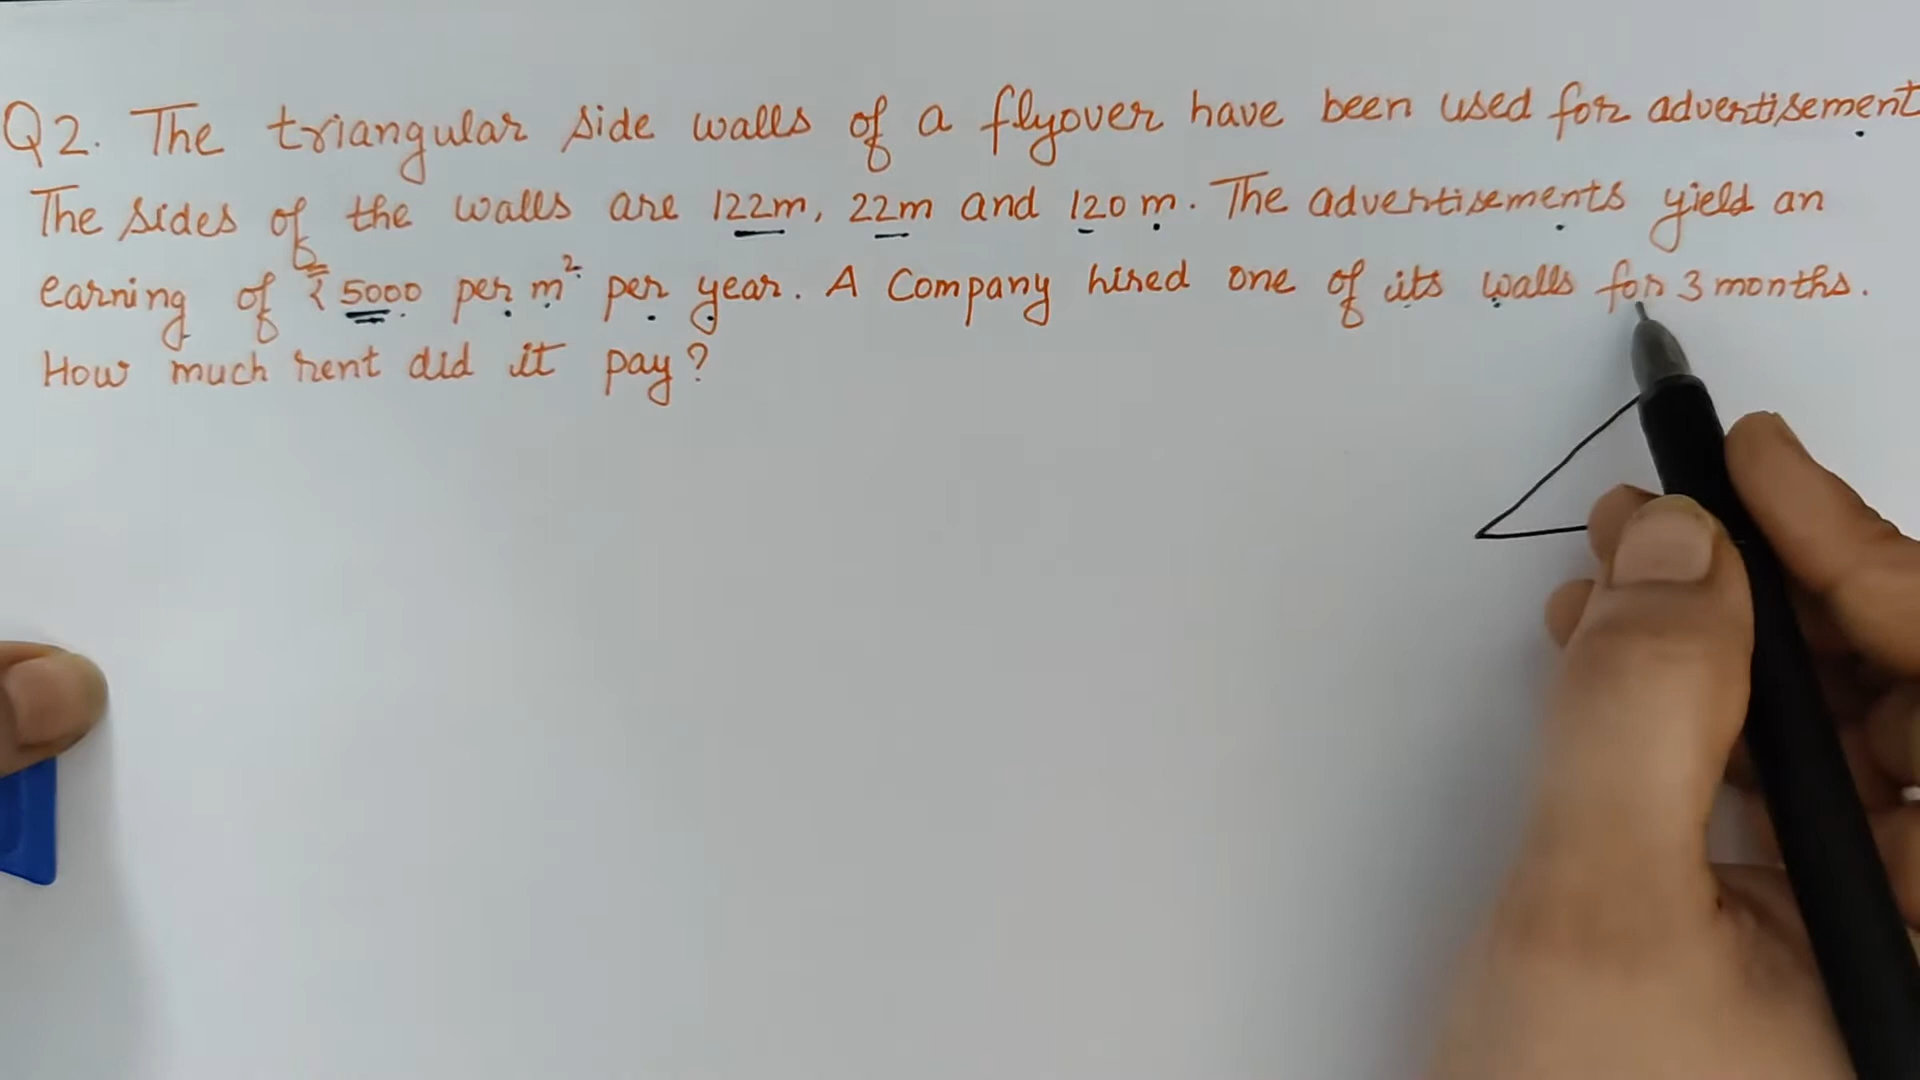 Q2. The triangular side walls of a flyover have been used for advertisement
The sides of the walls are 122m, 22m and 120 m. The advertisements yield an
earning of ₹ 5000 per m² per year. A Company hired one of its walls for 3 months.
How much rent did it pay?